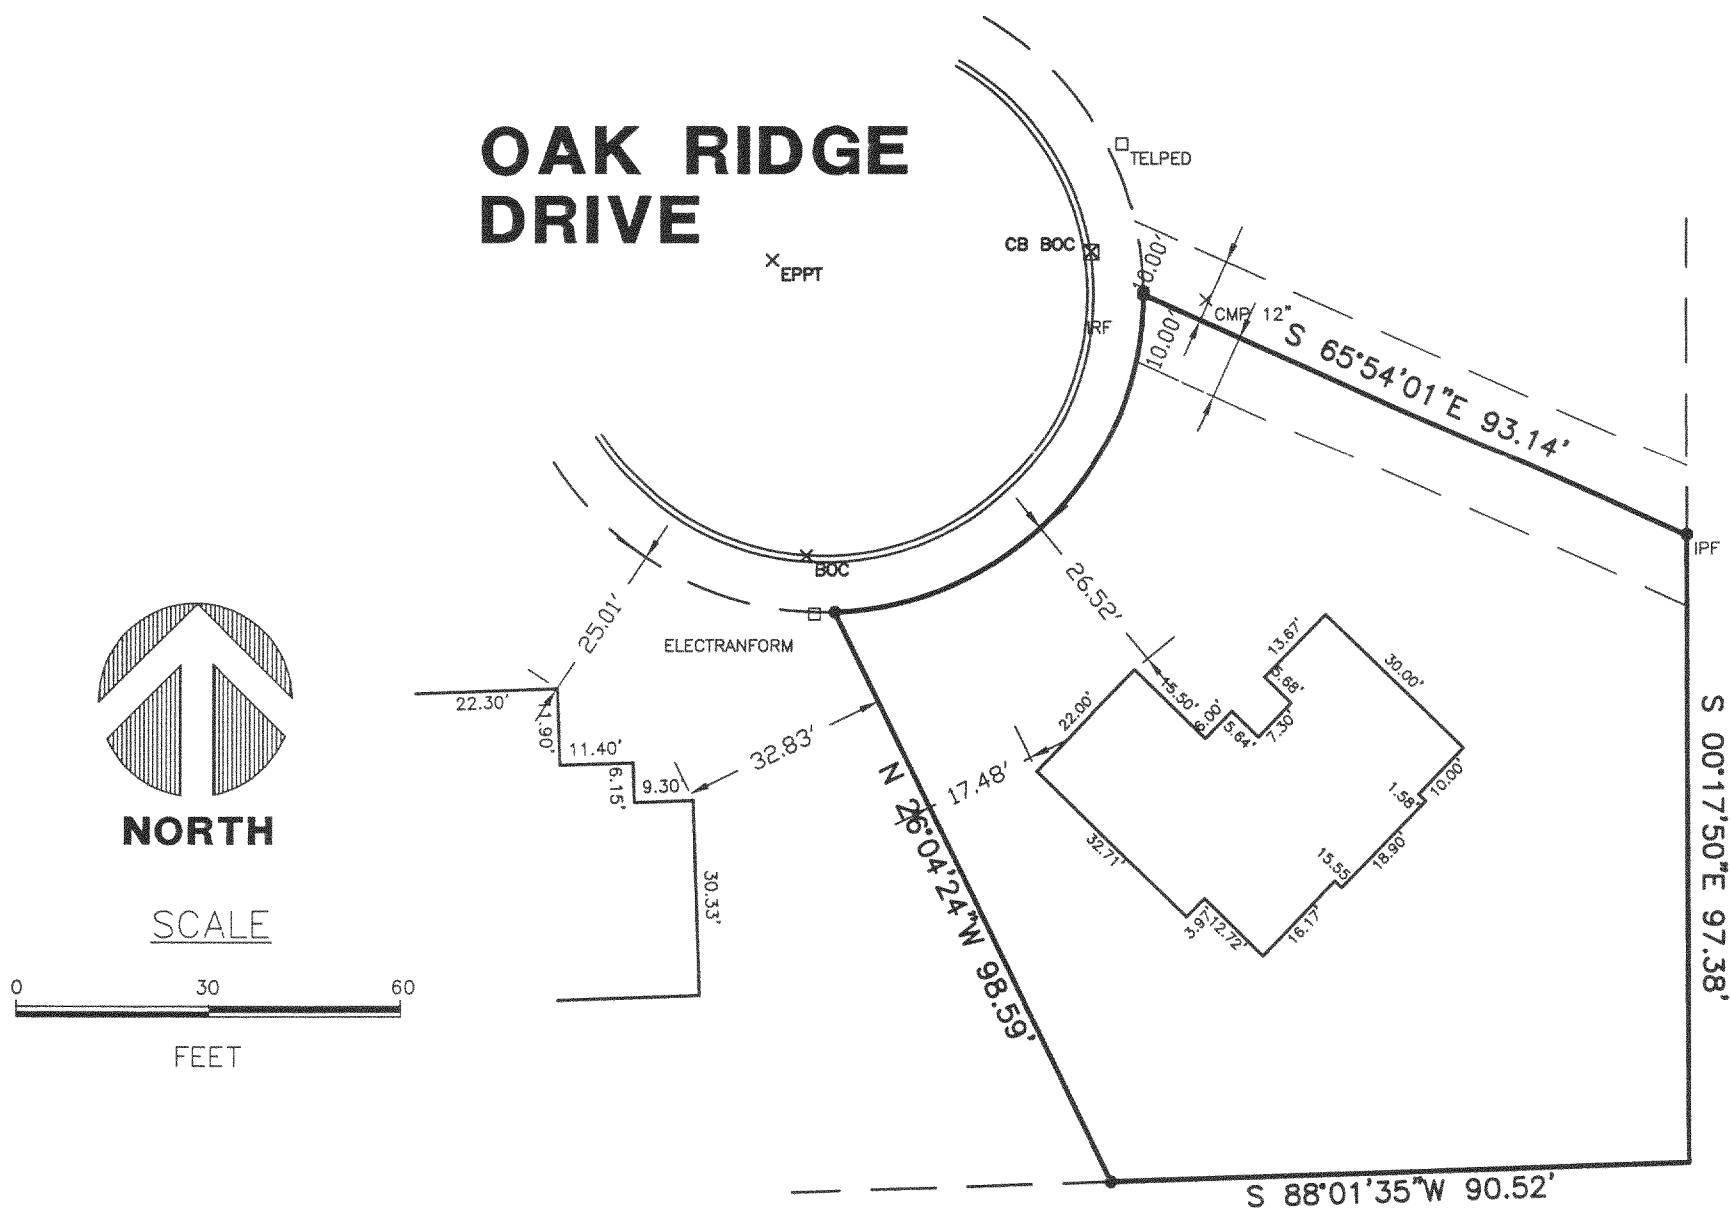 OAK RIDGE
DRIVE
TELPED
CB BOC
EPPT
10.00'
CMP 12"
IRF
10.00'
S 65°54'01"E 93.14'
IPF
BOC
26.52'
25.01'
ELECTRANFORM
13.67'
30.00'
5.68'
22.30'
11.90'
22.00'
15.50'
6.00'
5.64'
7.30'
11.40'
32.83'
6.15'
9.30'
17.48'
1.58'
10.00'
N 26°04'24"W 98.59'
S 00°17'50"E 97.38'
NORTH
32.71'
15.55'
18.90'
30.33'
3.97'
12.72'
16.17'
SCALE
0 30 60
FEET
S 88°01'35"W 90.52'